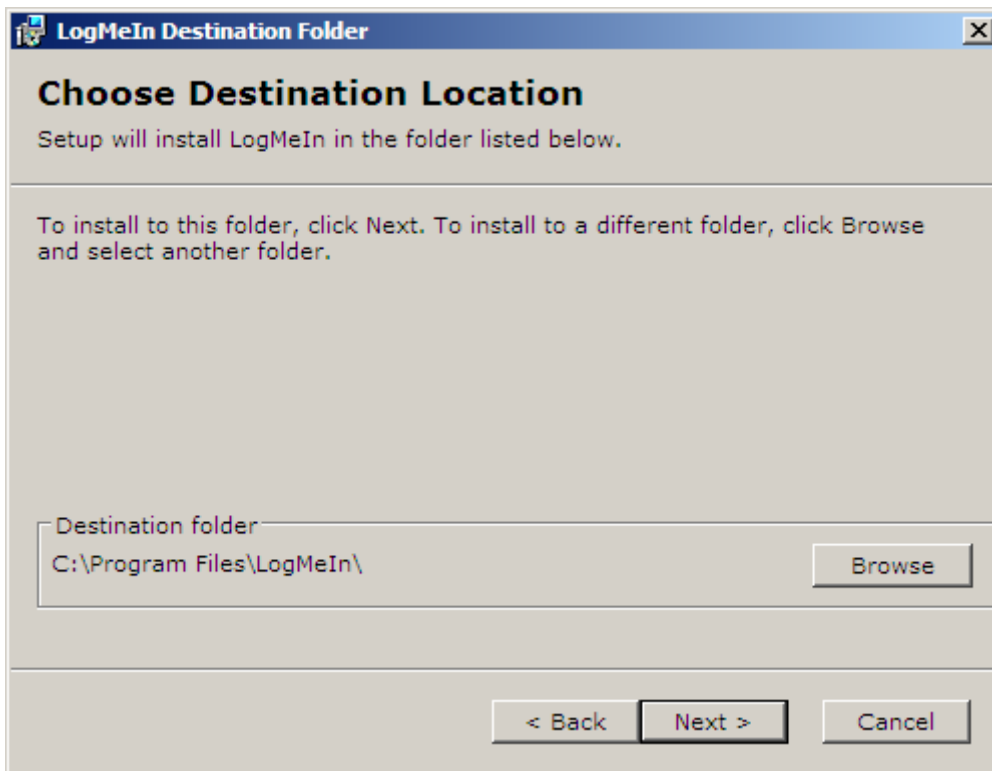 LogMeIn Destination Folder
Choose Destination Location
Setup will install LogMeIn in the folder listed below.
To install to this folder, click Next. To install to a different folder, click Browse
and select another folder.
Destination folder
C:\Program Files\LogMeIn\
Browse
< Back
Next >
Cancel